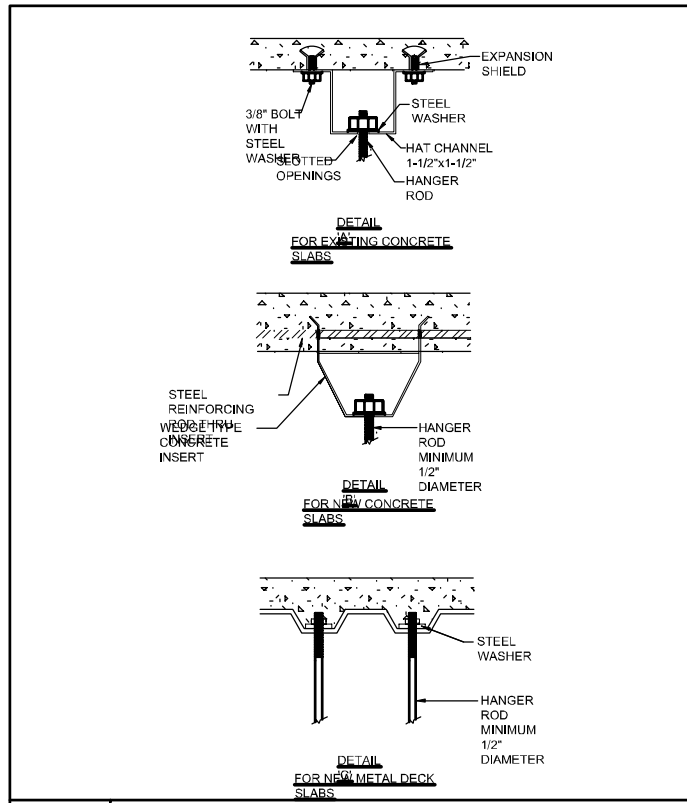 EXPANSION
SHIELD
3/8" BOLT
WITH
STEEL
WASHER
STEEL
WASHER
SLOTTED
OPENINGS
HAT CHANNEL
1-1/2"x1-1/2"
HANGER
ROD
DETAIL
'A'
FOR EXISTING CONCRETE
SLABS
STEEL
REINFORCING
ROD THRU
INSERT
WEDGE TYPE
CONCRETE
INSERT
HANGER
ROD
MINIMUM
1/2"
DIAMETER
DETAIL
'B'
FOR NEW CONCRETE
SLABS
STEEL
WASHER
HANGER
ROD
MINIMUM
1/2"
DIAMETER
DETAIL
'C'
FOR NEW METAL DECK
SLABS